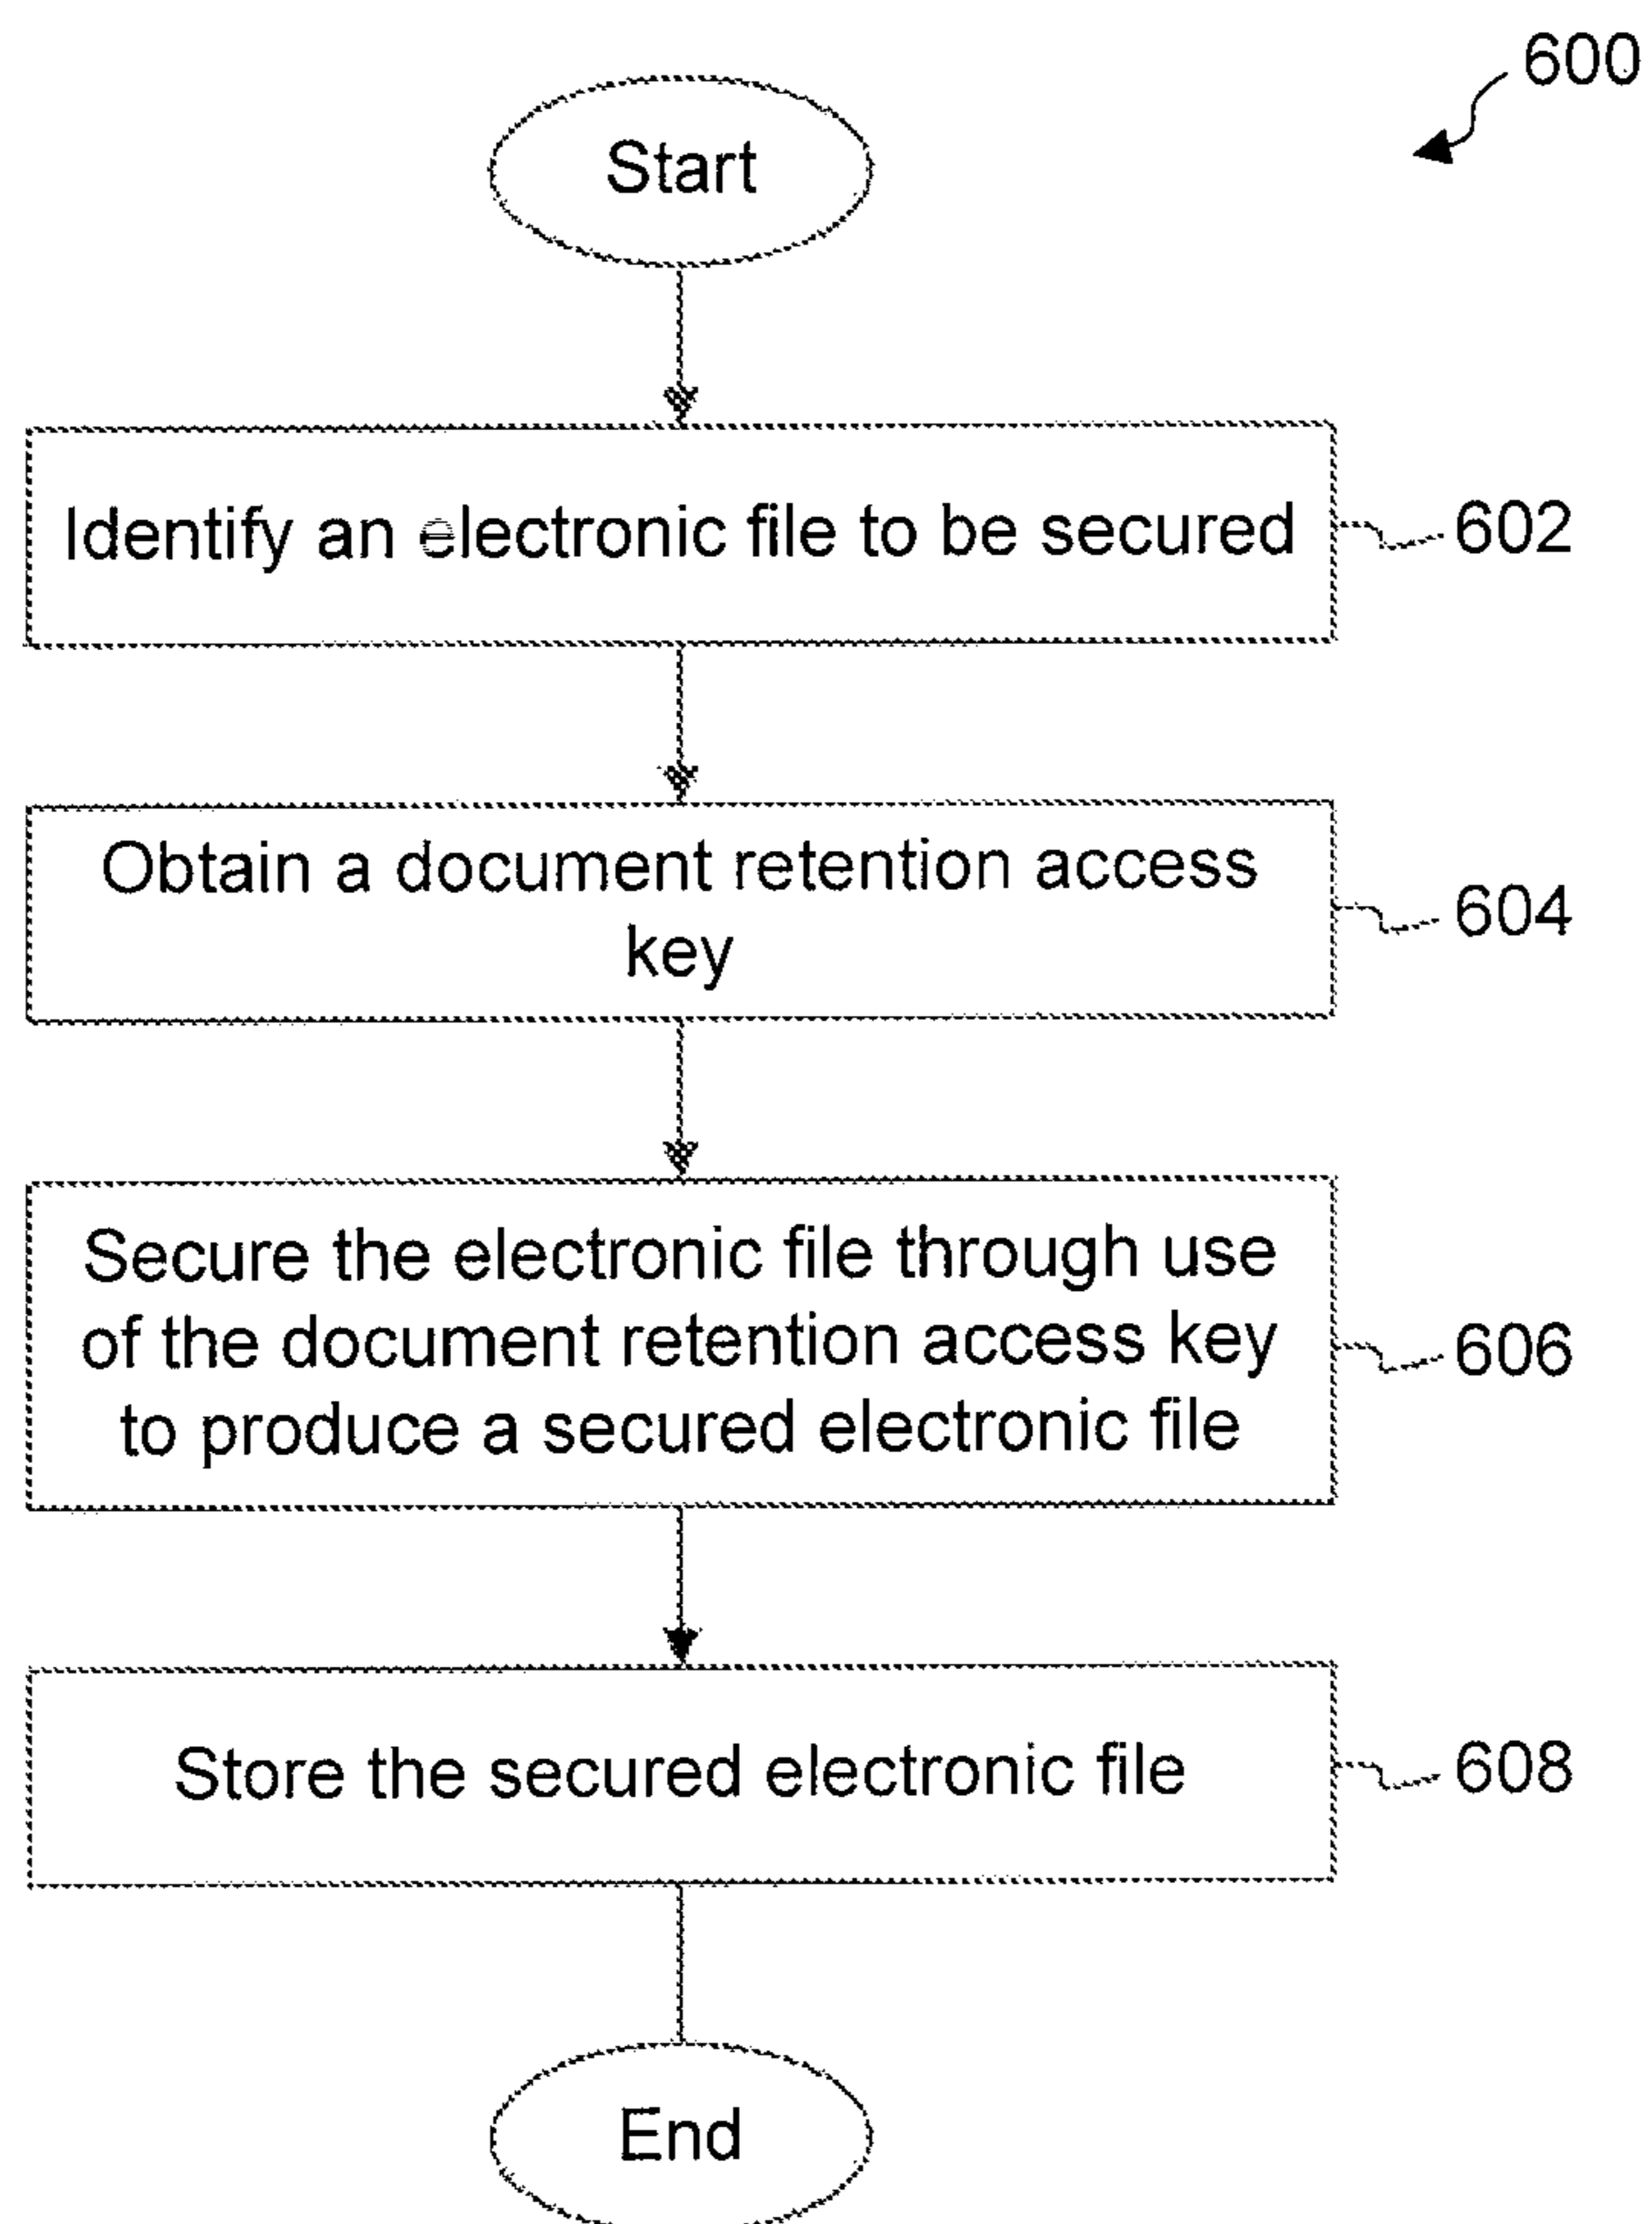 600
Start
Identify an electronic file to be secured
602
Obtain a document retention access
key
604
Secure the electronic file through use
of the document retention access key
to produce a secured electronic file
606
Store the secured electronic file
608
End